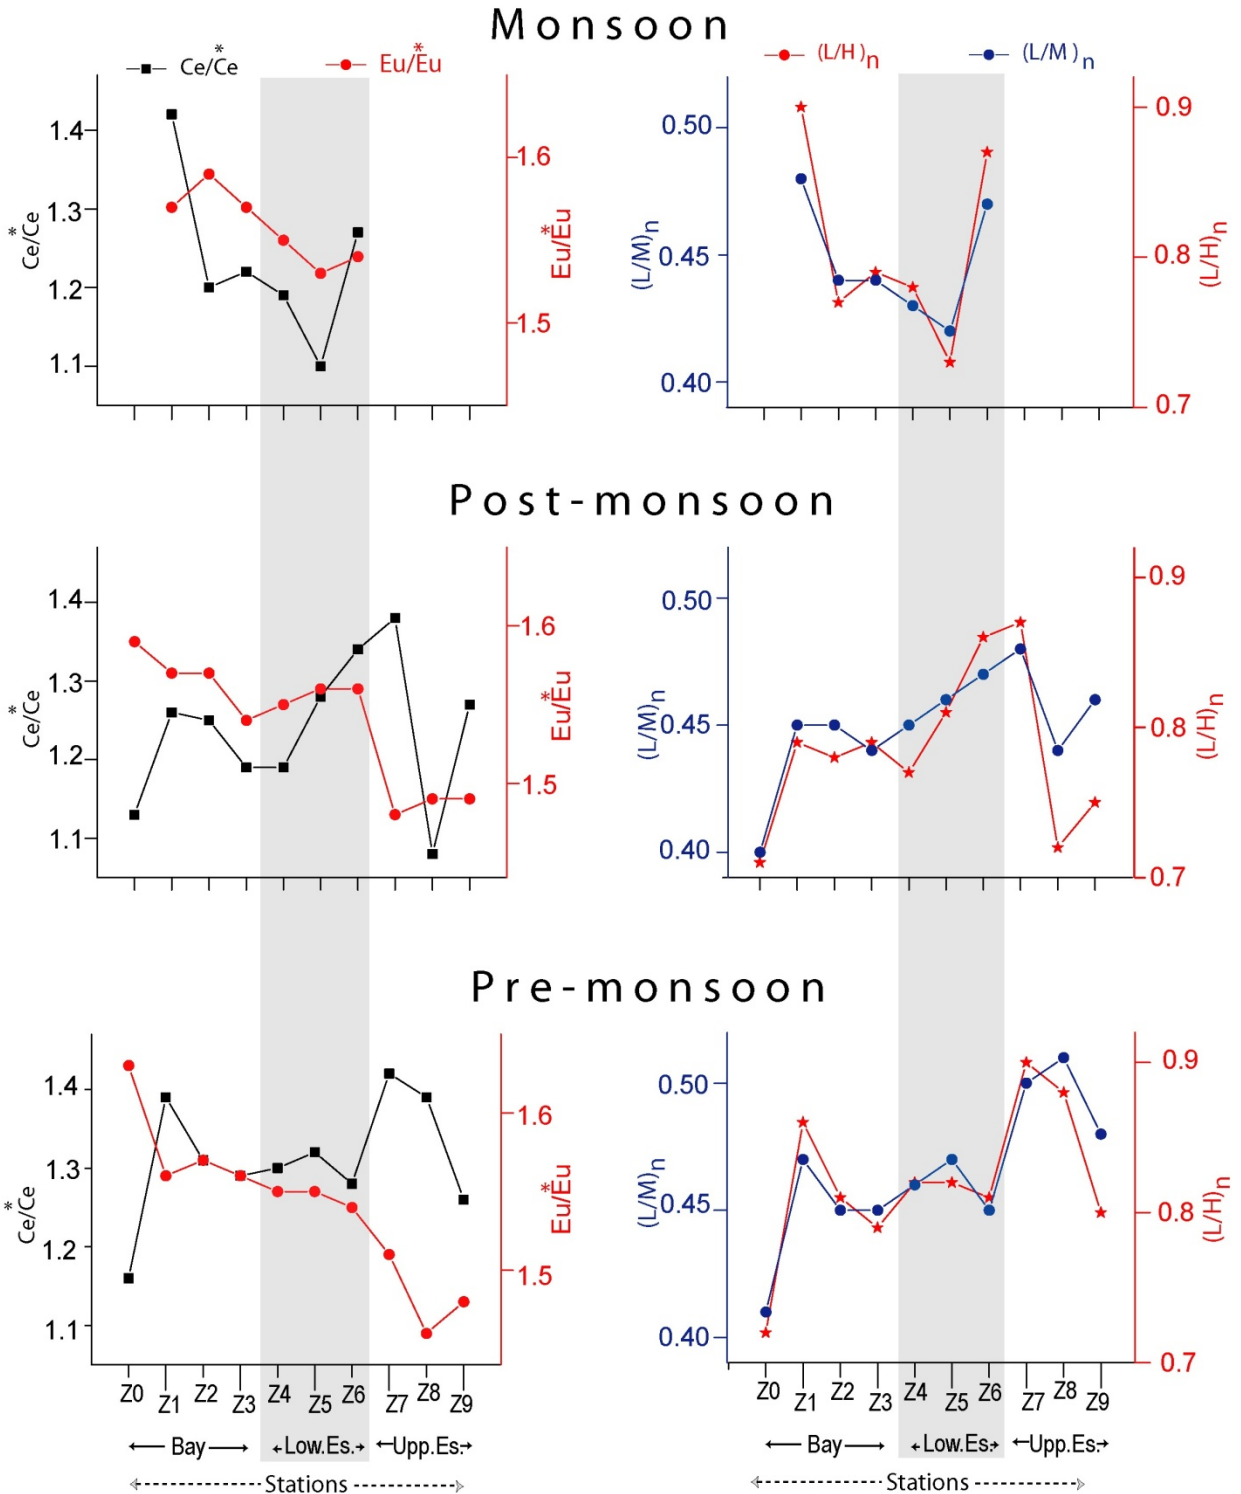 Monsoon
Ce/Ce* Eu/Eu*
(L/H)n (L/M)n
1.4
1.3
1.2
1.1
Ce/Ce*
1.6
1.5
Eu/Eu*
0.50
0.45
0.40
(L/M)n
0.9
0.8
0.7
(L/H)n
Post-monsoon
1.4
1.3
1.2
1.1
Ce/Ce*
1.6
1.5
Eu/Eu*
0.50
0.45
0.40
(L/M)n
0.9
0.8
0.7
(L/H)n
Pre-monsoon
1.4
1.3
1.2
1.1
Ce/Ce*
1.6
1.5
Eu/Eu*
0.50
0.45
0.40
(L/M)n
0.9
0.8
0.7
(L/H)n
Z0 Z1 Z2 Z3 Z4 Z5 Z6 Z7 Z8 Z9
Bay Low.Es. Upp.Es.
Stations
Z0 Z1 Z2 Z3 Z4 Z5 Z6 Z7 Z8 Z9
Bay Low.Es. Upp.Es.
Stations